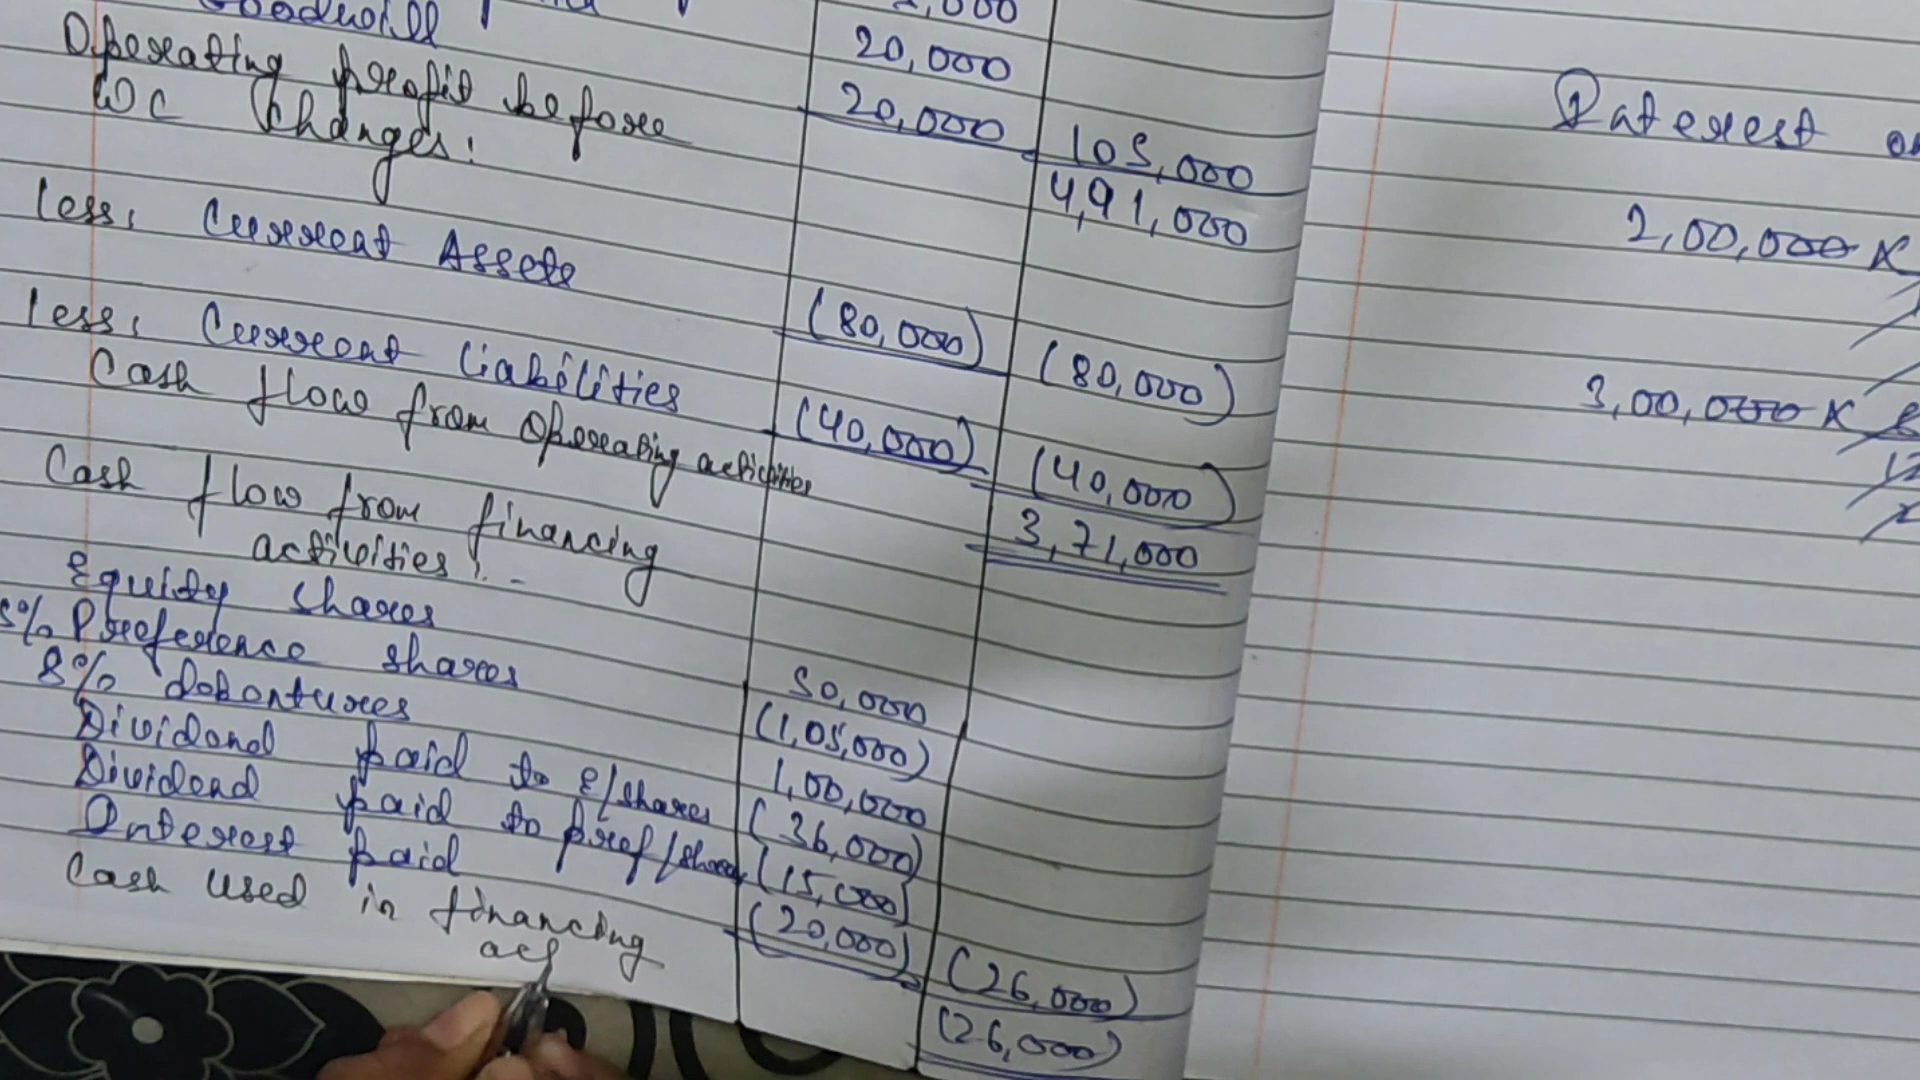 Goodwill
,000
Operating profit before 20,000
WC Changes: 20,000 105,000
4,91,000
Less: Current Assets (80,000) (80,000)
Less: Current Liabilities (40,000) (40,000)
Cash flow from operating activities 3,71,000
Cash flow from financing
activities:-
Equity shares 50,000
5% Preference shares (1,05,000)
8% debentures 1,00,000
Dividend paid to E/shares (36,000)
Dividend paid to pref/shares (15,000)
Interest paid (20,000) (26,000)
Cash used in financing (26,000)
act
Interest
2,00,000 x
3,00,000 x 8
12